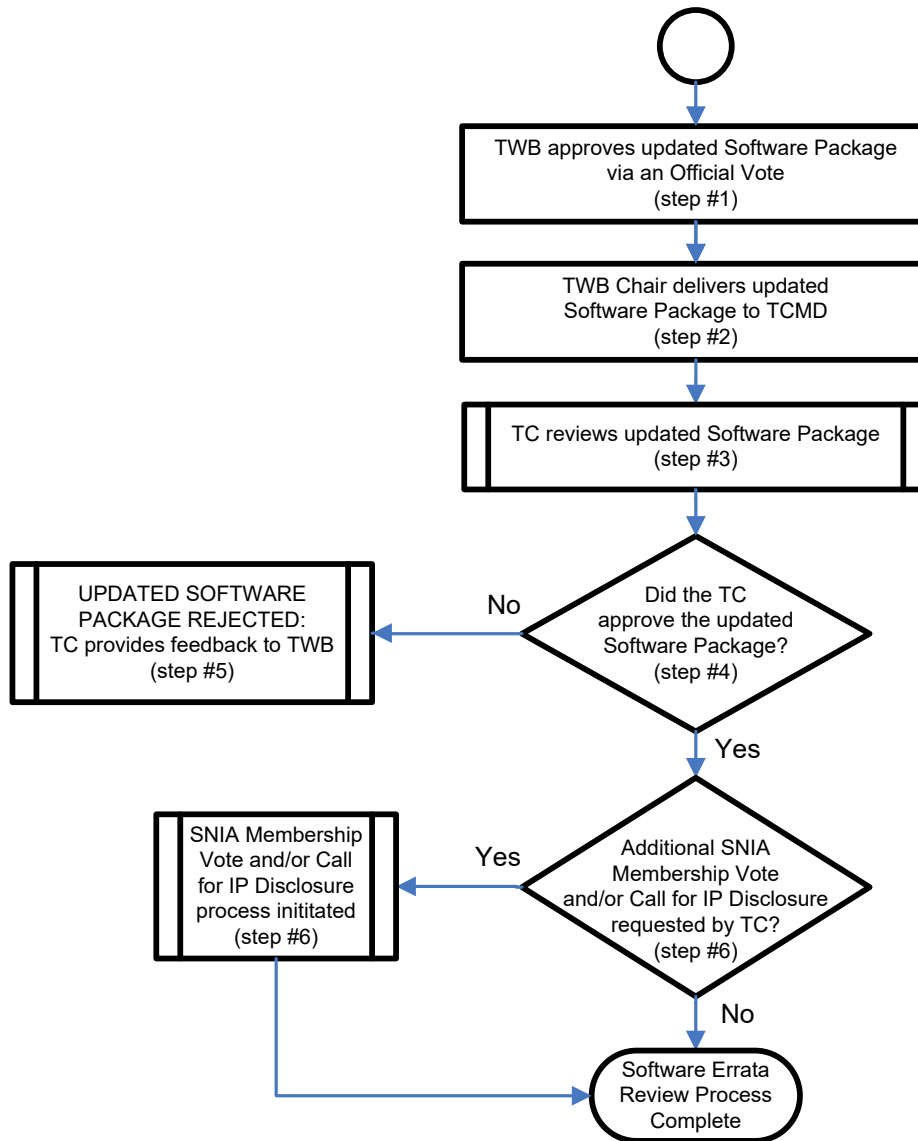 TWB approves updated Software Package
via an Official Vote
(step #1)
TWB Chair delivers updated
Software Package to TCMD
(step #2)
TC reviews updated Software Package
(step #3)
Did the TC
approve the updated
Software Package?
(step #4)
No
UPDATED SOFTWARE
PACKAGE REJECTED:
TC provides feedback to TWB
(step #5)
Yes
Additional SNIA
Membership Vote
and/or Call for IP Disclosure
requested by TC?
(step #6)
Yes
SNIA Membership
Vote and/or Call
for IP Disclosure
process inititated
(step #6)
No
Software Errata
Review Process
Complete